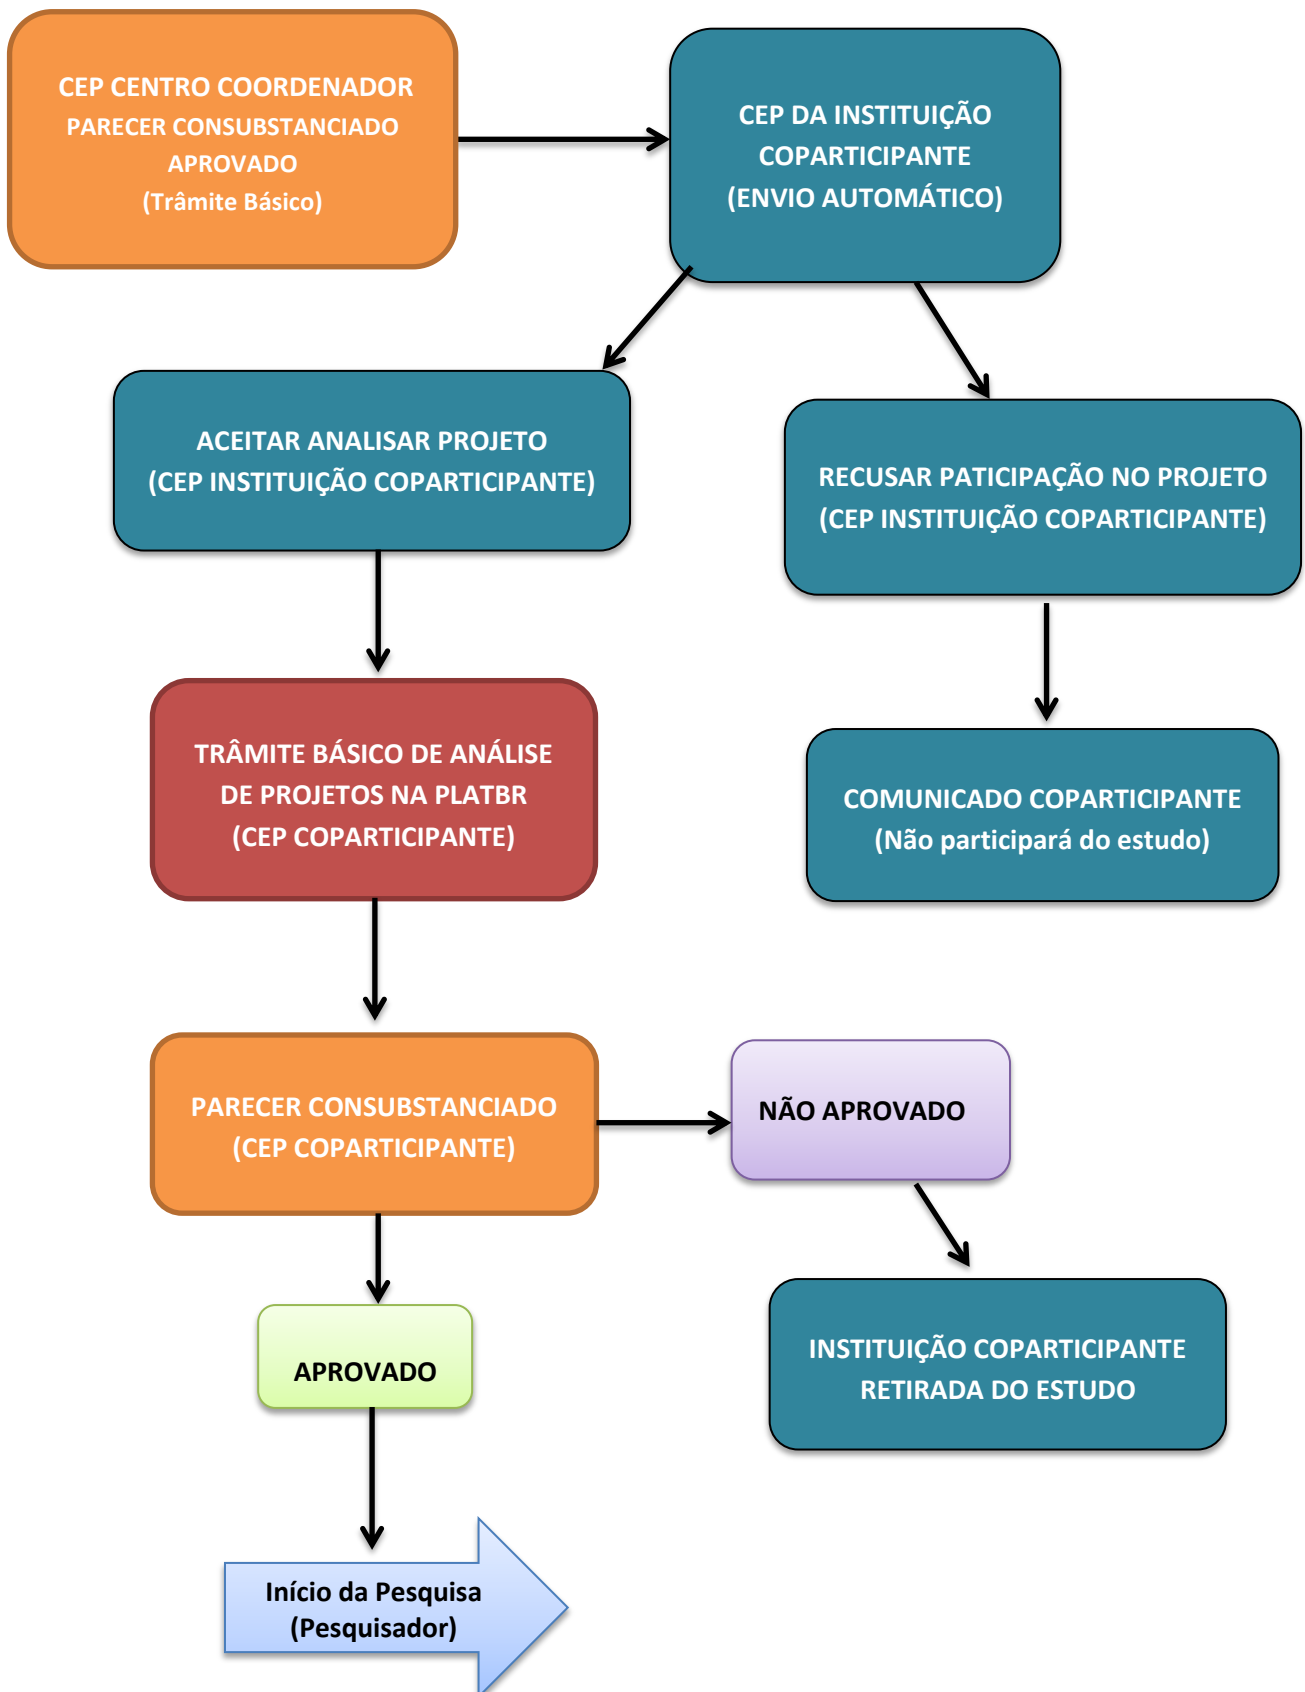 CEP CENTRO COORDENADOR
PARECER CONSUBSTANCIADO
APROVADO
(Trâmite Básico)
CEP DA INSTITUIÇÃO
COPARTICIPANTE
(ENVIO AUTOMÁTICO)
ACEITAR ANALISAR PROJETO
(CEP INSTITUIÇÃO COPARTICIPANTE)
RECUSAR PATICIPAÇÃO NO PROJETO
(CEP INSTITUIÇÃO COPARTICIPANTE)
TRÂMITE BÁSICO DE ANÁLISE
DE PROJETOS NA PLATBR
(CEP COPARTICIPANTE)
COMUNICADO COPARTICIPANTE
(Não participará do estudo)
PARECER CONSUBSTANCIADO
(CEP COPARTICIPANTE)
NÃO APROVADO
APROVADO
INSTITUIÇÃO COPARTICIPANTE
RETIRADA DO ESTUDO
Início da Pesquisa
(Pesquisador)